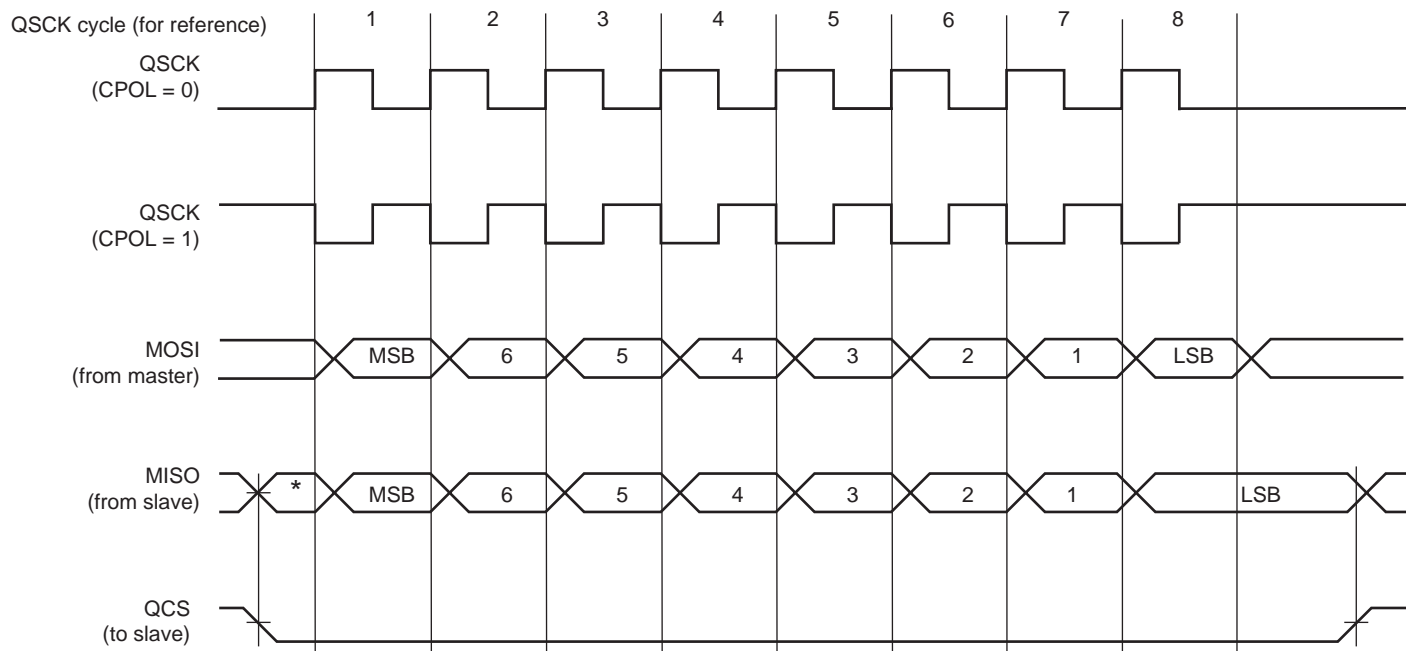 QSCK cycle (for reference) 1 2 3 4 5 6 7 8
QSCK
(CPOL = 0)
QSCK
(CPOL = 1)
MOSI
(from master)
MSB 6 5 4 3 2 1 LSB
MISO
(from slave)
* MSB 6 5 4 3 2 1 LSB
QCS
(to slave)